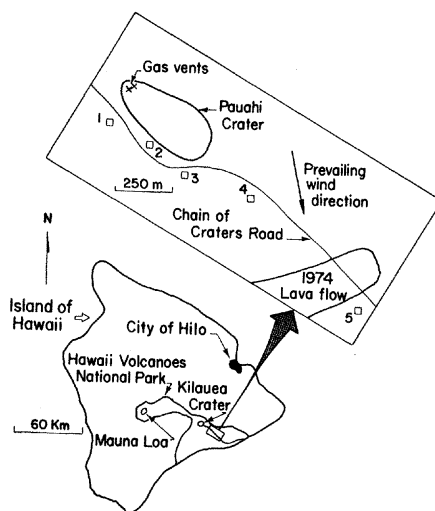 Gas vents
Pauahi
Crater
1
2
3
4
5
250 m
Prevailing
wind
direction
Chain of
Craters Road
1974
Lava flow
N
Island of
Hawaii
City of Hilo
Hawaii Volcanoes
National Park
Kilauea
Crater
60 Km
Mauna Loa